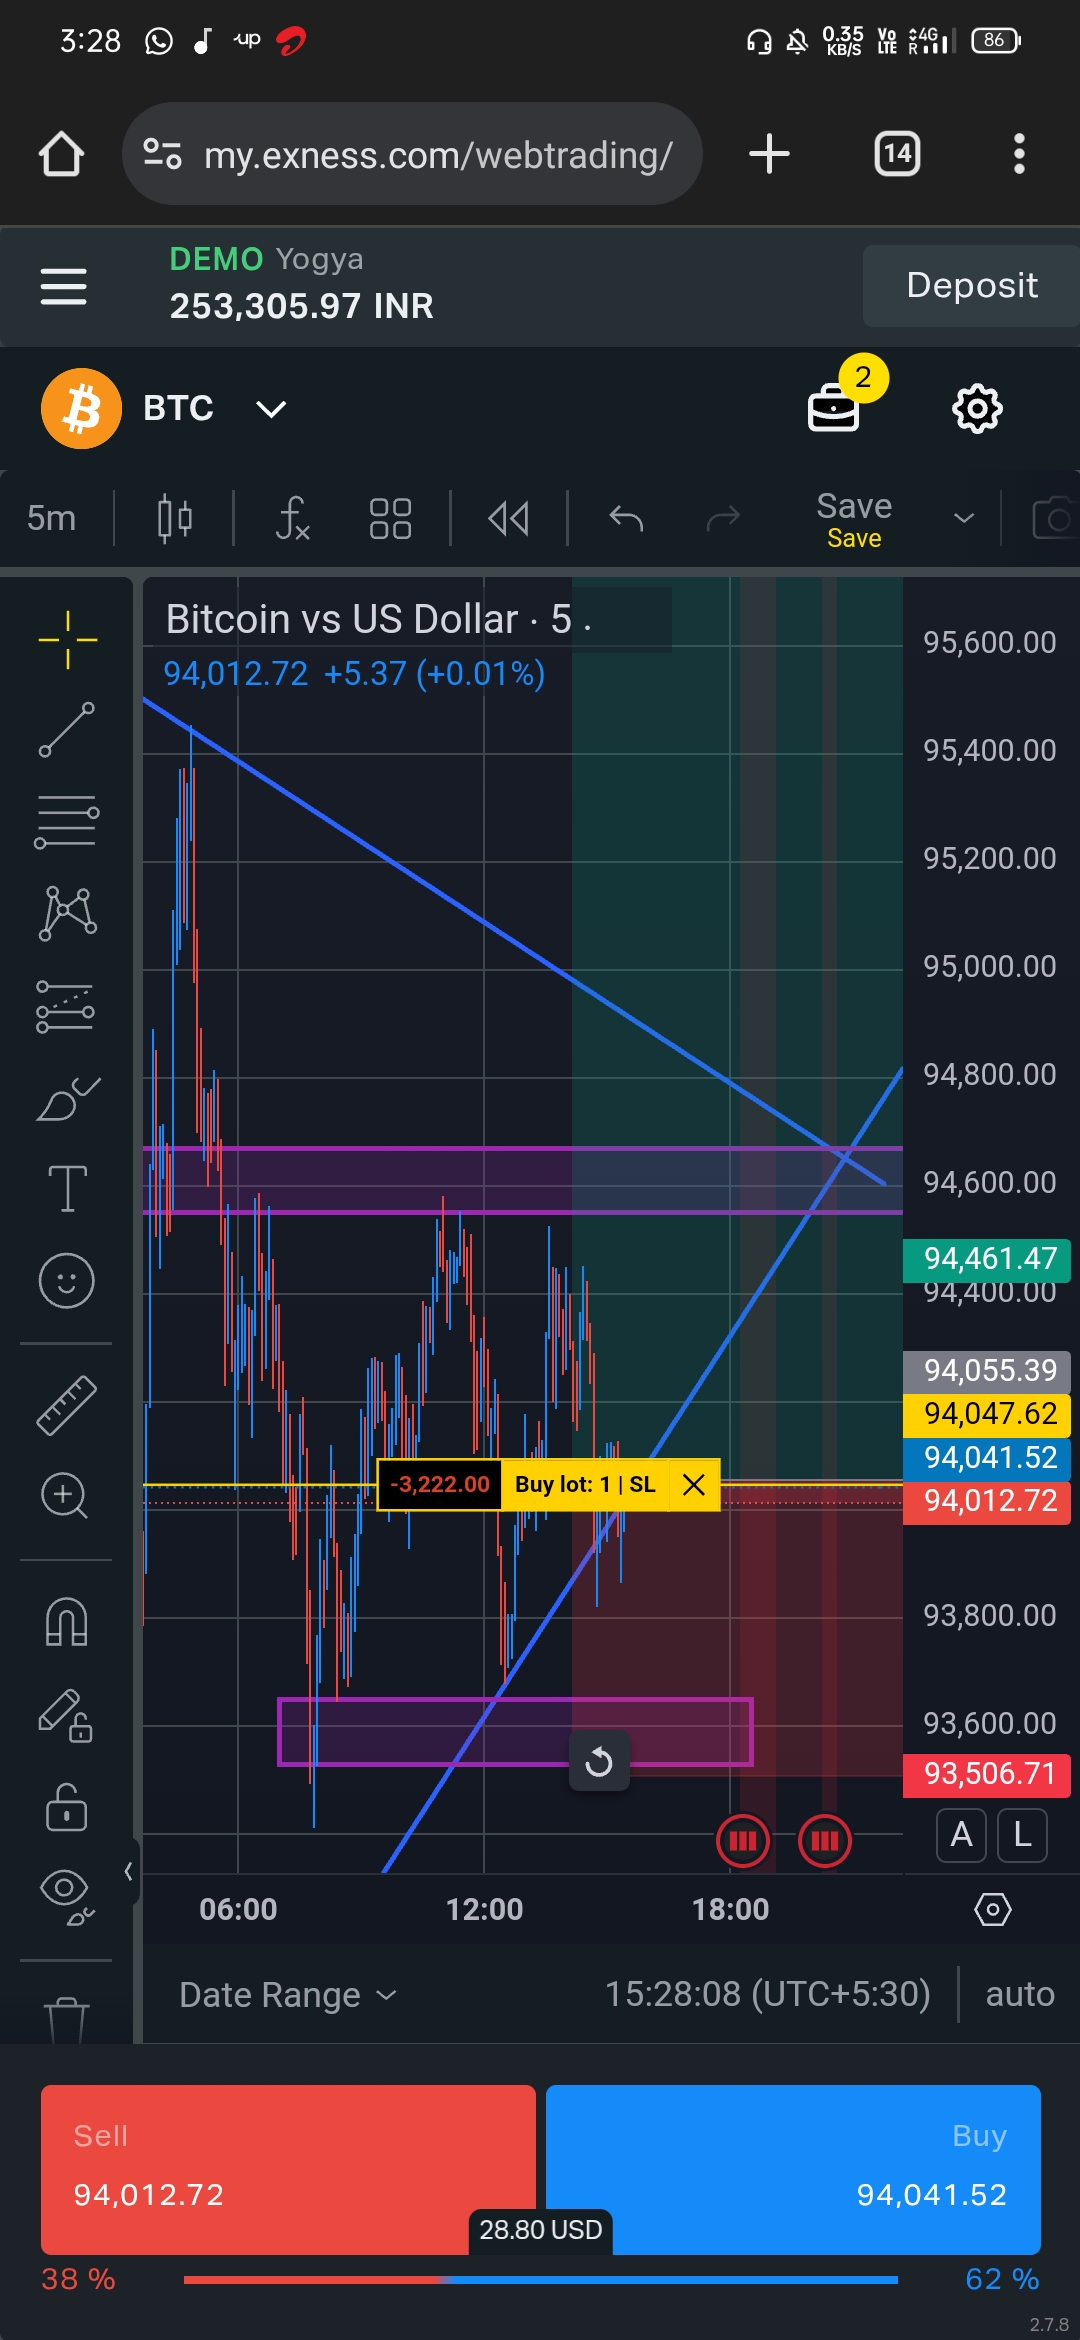 3:28 up 0.35 KB/S Vo LTE 4G R 86
my.exness.com/webtrading/ 14
DEMO Yogya
253,305.97 INR
Deposit
BTC
2
5m
Save
Save
Bitcoin vs US Dollar · 5 .
94,012.72 +5.37 (+0.01%)
95,600.00
95,400.00
95,200.00
95,000.00
94,800.00
94,600.00
94,461.47
94,400.00
94,055.39
94,047.62
94,041.52
94,012.72
-3,222.00 Buy lot: 1 | SL
93,800.00
93,600.00
93,506.71
A L
06:00 12:00 18:00
Date Range 15:28:08 (UTC+5:30) auto
Sell Buy
94,012.72 94,041.52
28.80 USD
38 % 62 %
2.7.8